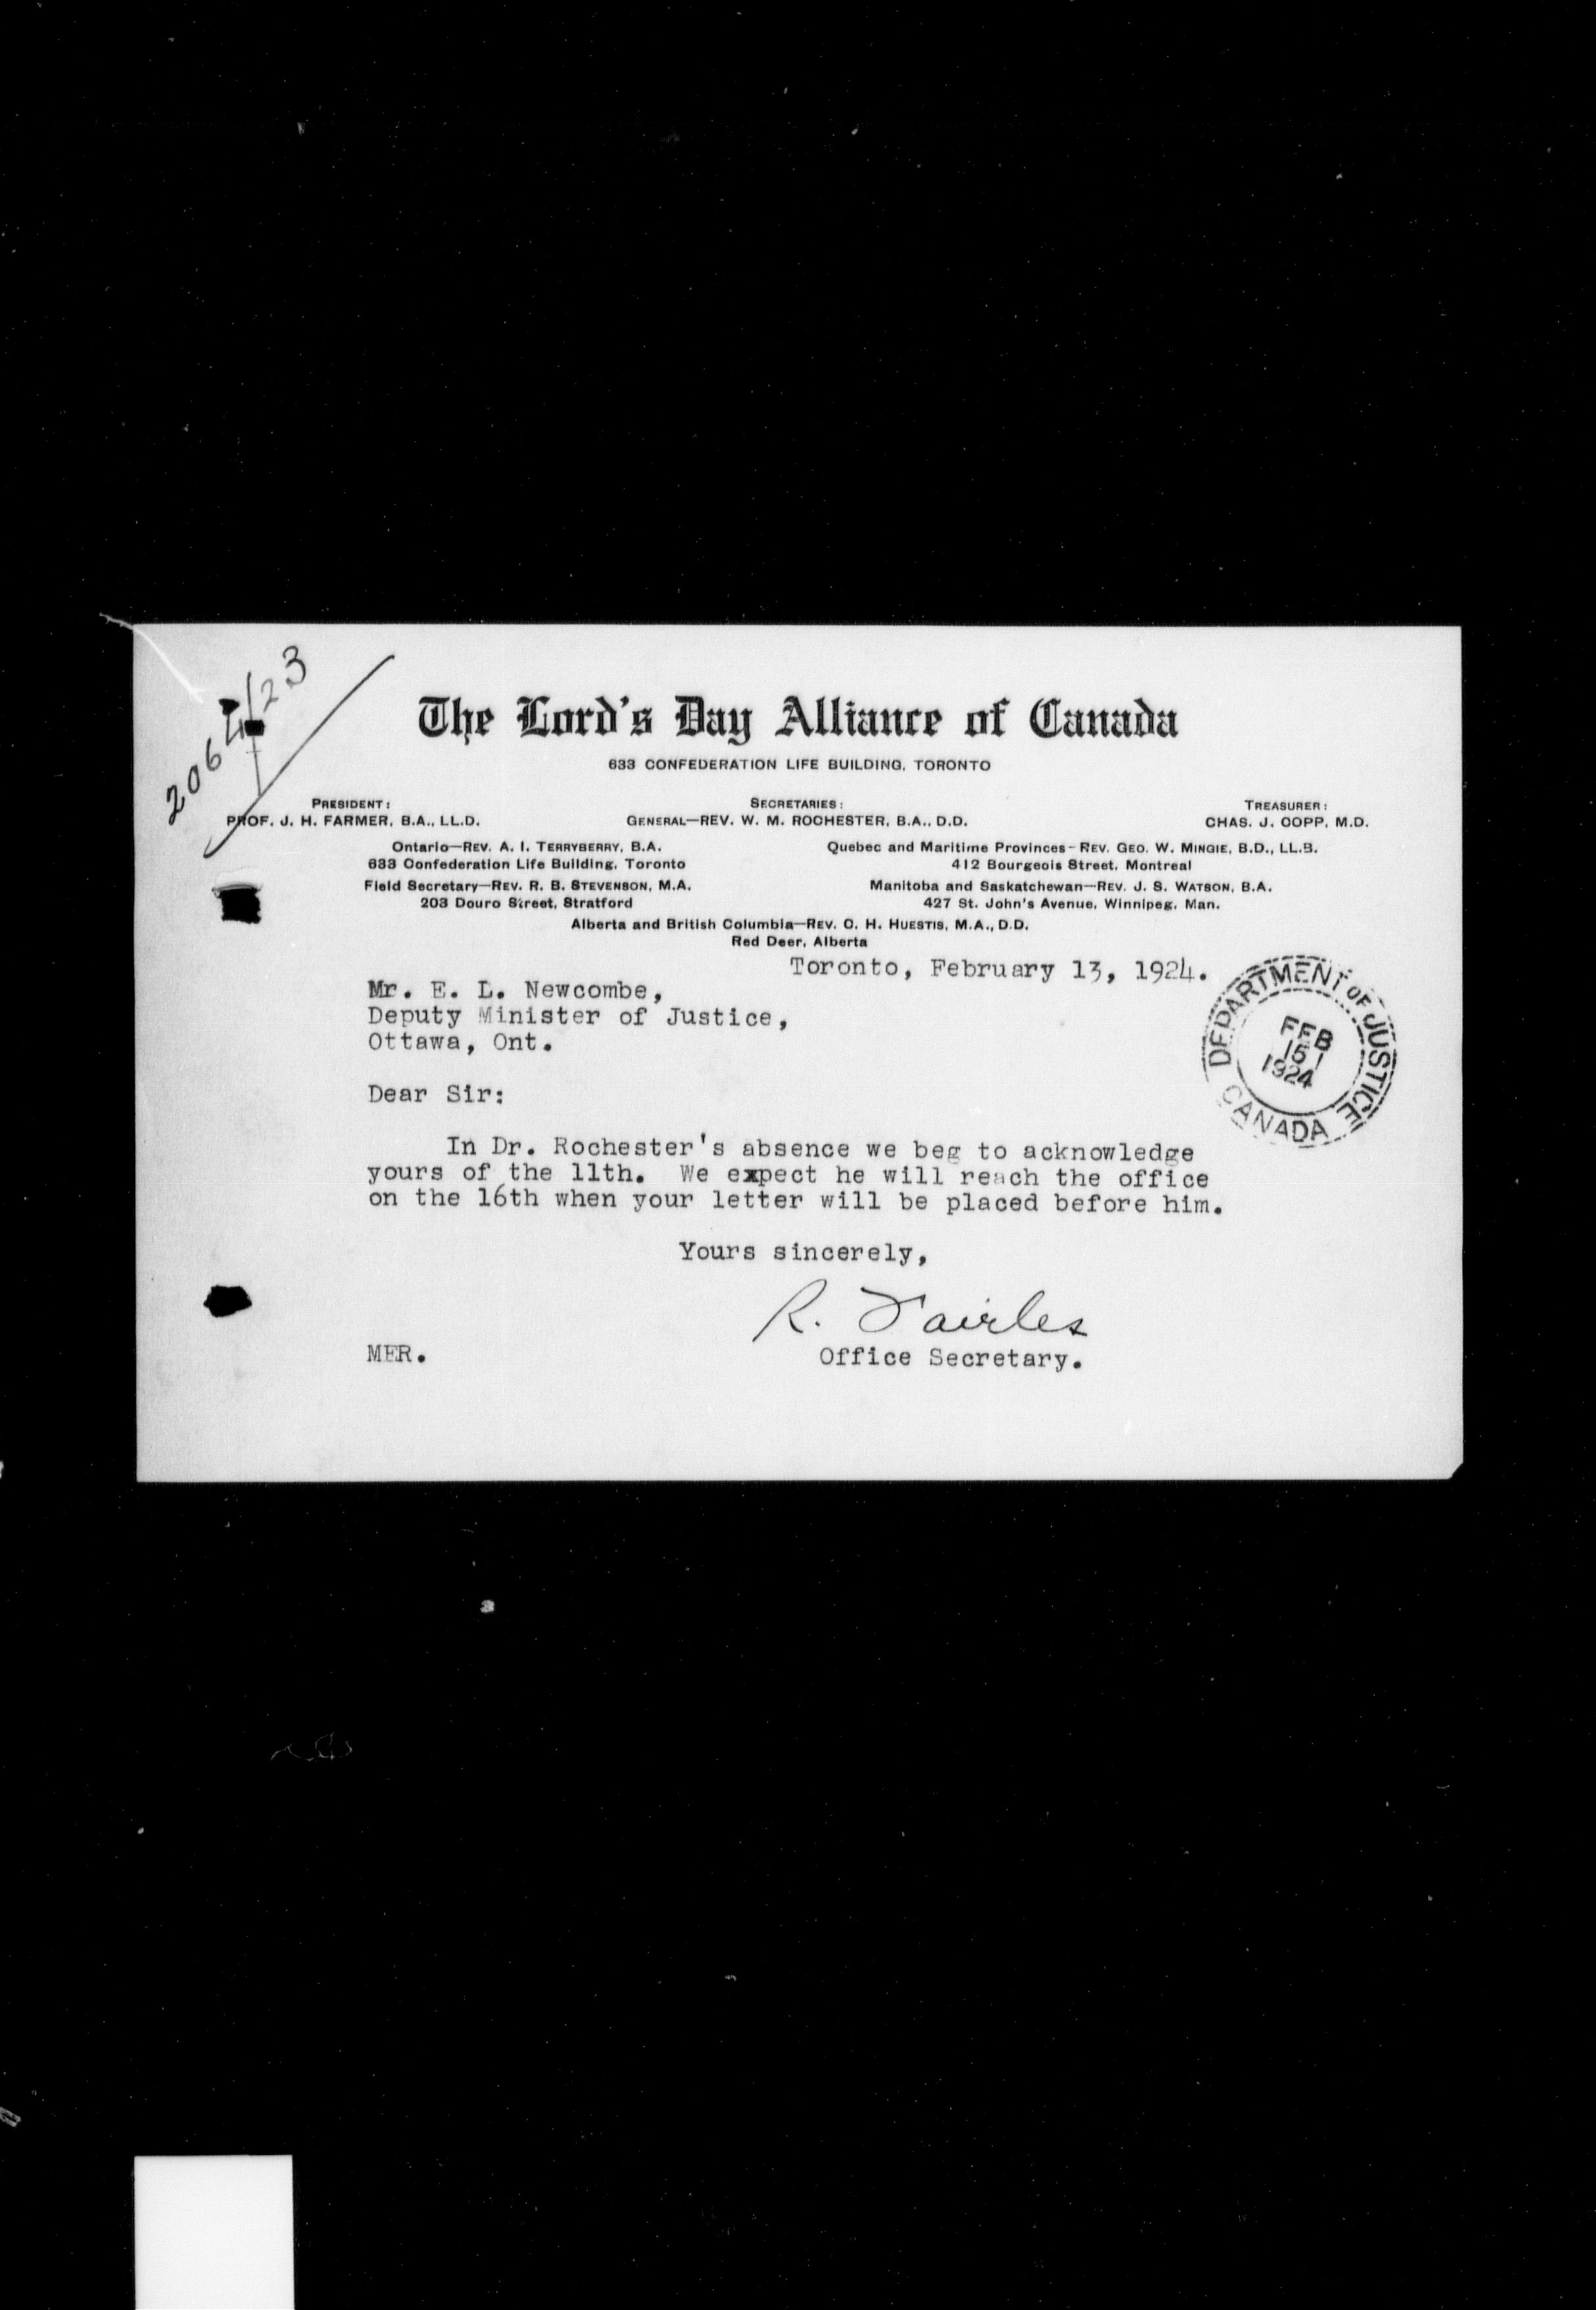 2064/23
The Lord's Day Alliance of Canada
633 CONFEDERATION LIFE BUILDING, TORONTO
PRESIDENT:
PROF. J. H. FARMER, B.A., LL.D.
SECRETARIES:
GENERAL—REV. W. M. ROCHESTER, B.A., D.D.
TREASURER:
CHAS. J. COPP, M.D.
Ontario—REV. A. I. TERRYBERRY, B.A.
633 Confederation Life Building, Toronto
Quebec and Maritime Provinces-REV. GEO. W. MINGIE, B.D., LL.B.
412 Bourgeois Street, Montreal
Field Secretary—REV. R. B. STEVENSON, M.A.
203 Douro Street, Stratford
Manitoba and Saskatchewan—REV. J. S. WATSON, B.A.
427 St. John's Avenue, Winnipeg, Man.
Alberta and British Columbia—REV. C. H. HUESTIS, M.A., D.D.
Red Deer, Alberta
Toronto, February 13, 1924.
Mr. E. L. Newcombe,
Deputy Minister of Justice,
Ottawa, Ont.
DEPARTMENT OF JUSTICE
FEB
15
1924
CANADA
Dear Sir:
In Dr. Rochester's absence we beg to acknowledge
yours of the 11th. We expect he will reach the office
on the 16th when your letter will be placed before him.
Yours sincerely,
R. Fairles
MER.
Office Secretary.